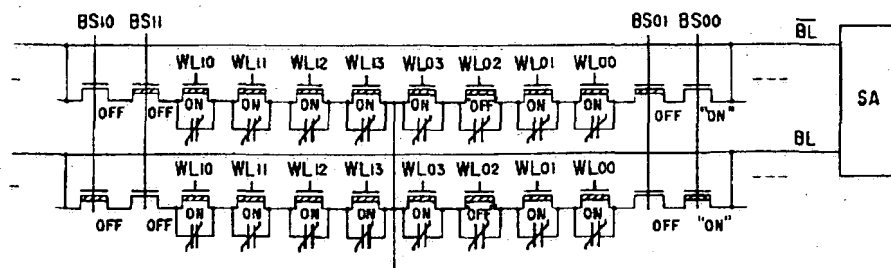 BS10 BS11 BS01 BS00
B̅L̅
WL10 WL11 WL12 WL13 WL03 WL02 WL01 WL00
SA
ON ON ON ON ON OFF ON ON
OFF OFF OFF "ON"
BL
WL10 WL11 WL12 WL13 WL03 WL02 WL01 WL00
ON ON ON ON ON OFF ON ON
OFF OFF OFF "ON"